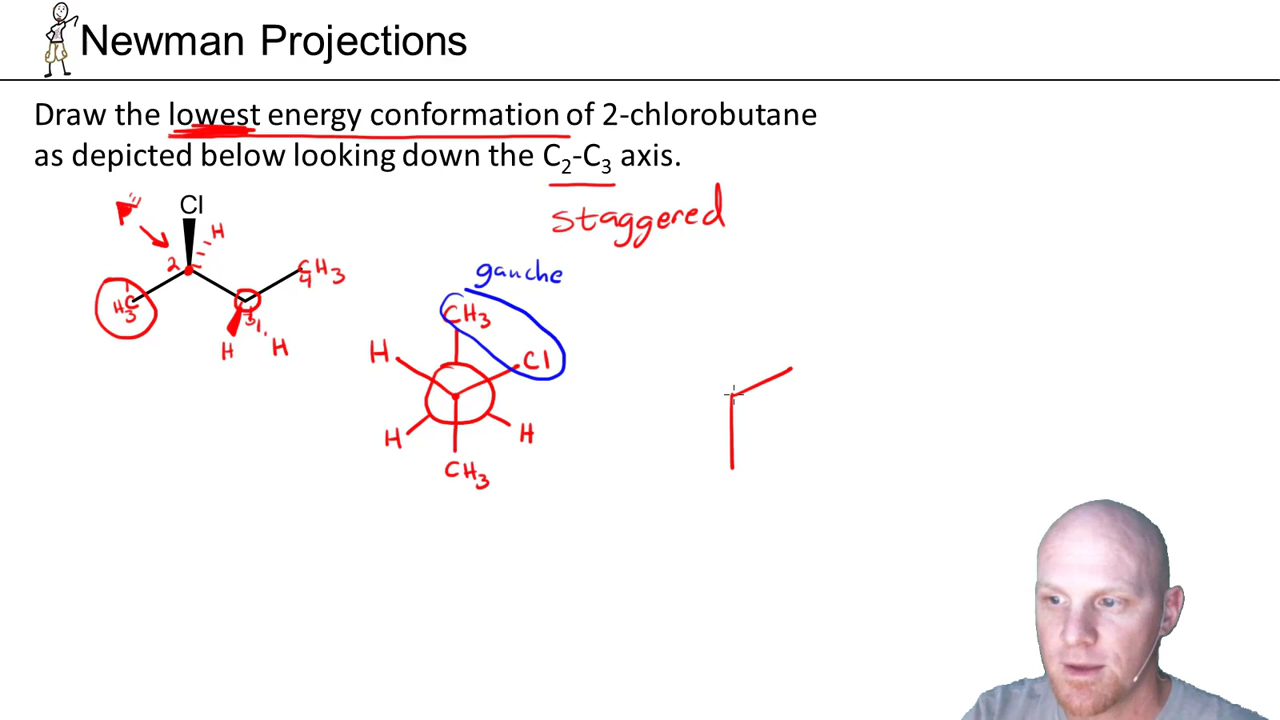 Newman Projections
Draw the lowest energy conformation of 2-chlorobutane
as depicted below looking down the C2-C3 axis.
staggered
Cl
H
2
CH3
4
1
H3C
3
H
H
gauche
CH3
H
Cl
H
H
CH3